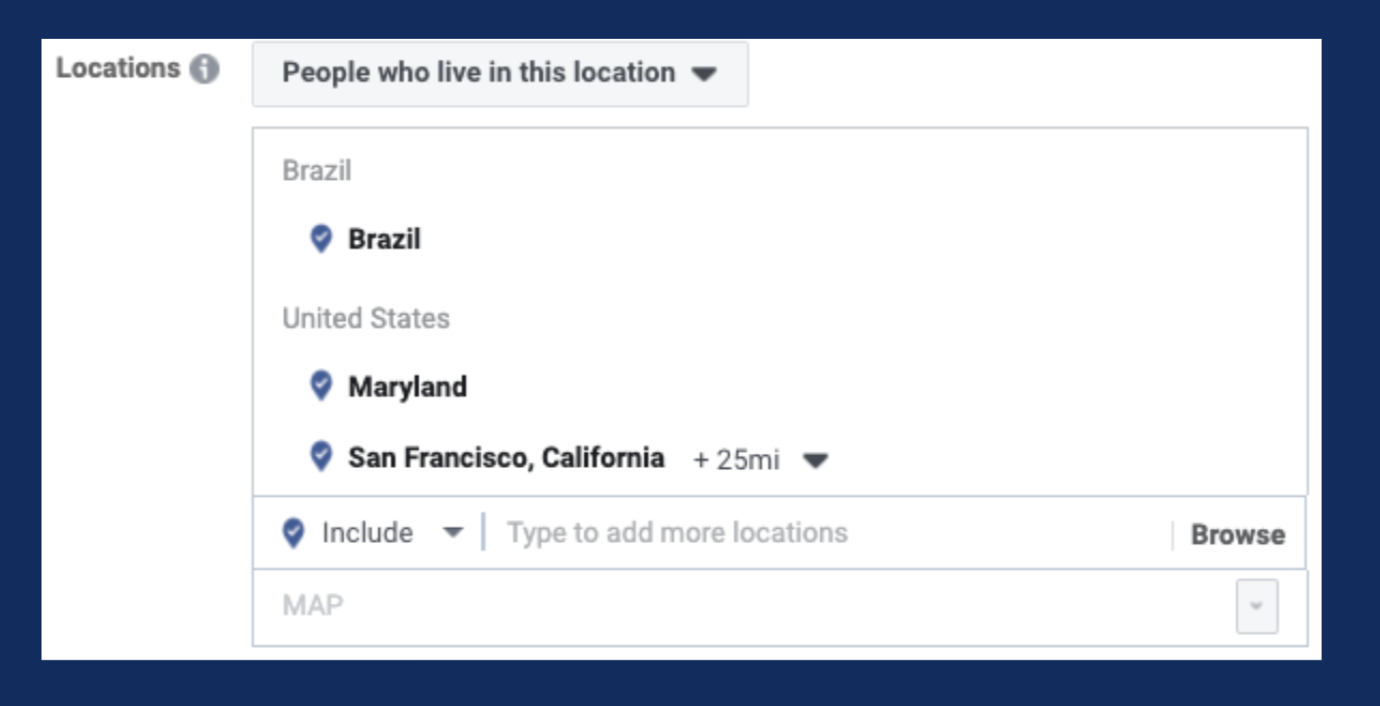 Locations People who live in this location
Brazil
Brazil
United States
Maryland
San Francisco, California + 25mi
Include Type to add more locations Browse
MAP